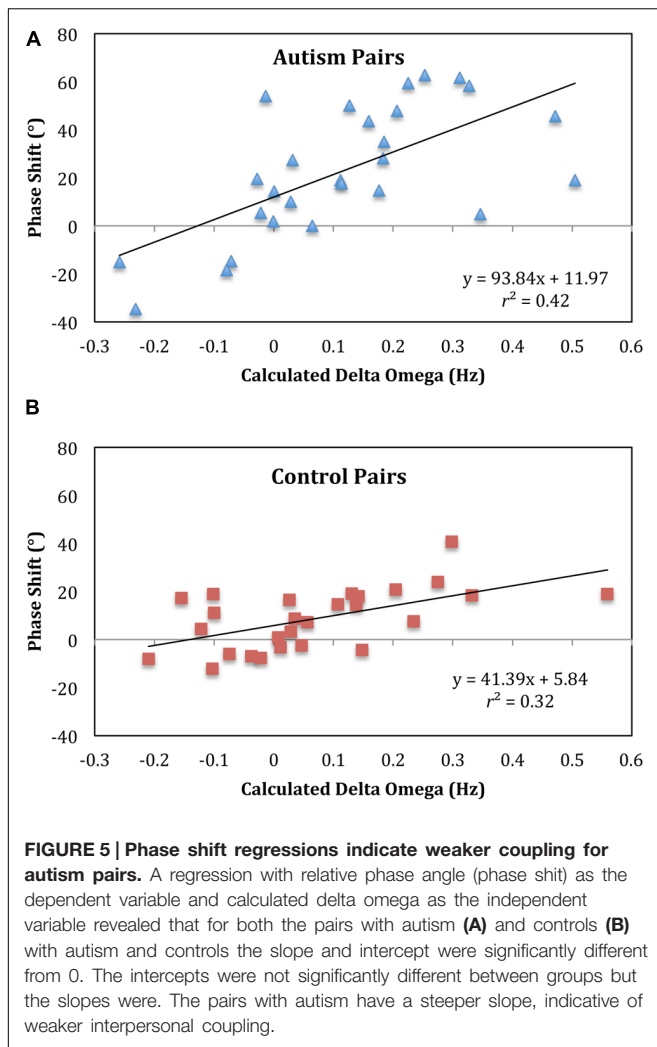 A
Autism Pairs
80
60
40
20
0
-20
-40
Phase Shift (°)
y = 93.84x + 11.97
r² = 0.42
-0.3 -0.2 -0.1 0 0.1 0.2 0.3 0.4 0.5 0.6
Calculated Delta Omega (Hz)
B
Control Pairs
80
60
40
20
0
-20
-40
Phase Shift (°)
y = 41.39x + 5.84
r² = 0.32
-0.3 -0.2 -0.1 0 0.1 0.2 0.3 0.4 0.5 0.6
Calculated Delta Omega (Hz)
FIGURE 5 | Phase shift regressions indicate weaker coupling for
autism pairs. A regression with relative phase angle (phase shit) as the
dependent variable and calculated delta omega as the independent
variable revealed that for both the pairs with autism (A) and controls (B)
with autism and controls the slope and intercept were significantly different
from 0. The intercepts were not significantly different between groups but
the slopes were. The pairs with autism have a steeper slope, indicative of
weaker interpersonal coupling.